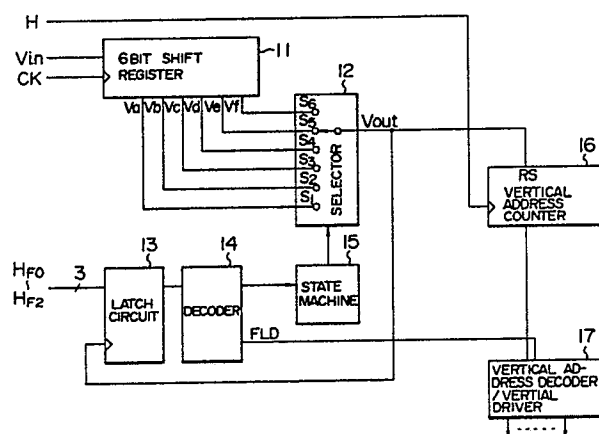 H
Vin
CK
6BIT SHIFT
REGISTER
11
Va Vb Vc Vd Ve Vf
12
S6
S5
S4
S3
S2
S1
SELECTOR
Vout
16
RS
VERTICAL
ADDRESS
COUNTER
HF0
HF2
3
13
LATCH
CIRCUIT
14
DECODER
15
STATE
MACHINE
FLD
17
VERTICAL AD-
DRESS DECODER
/ VERTIAL
DRIVER